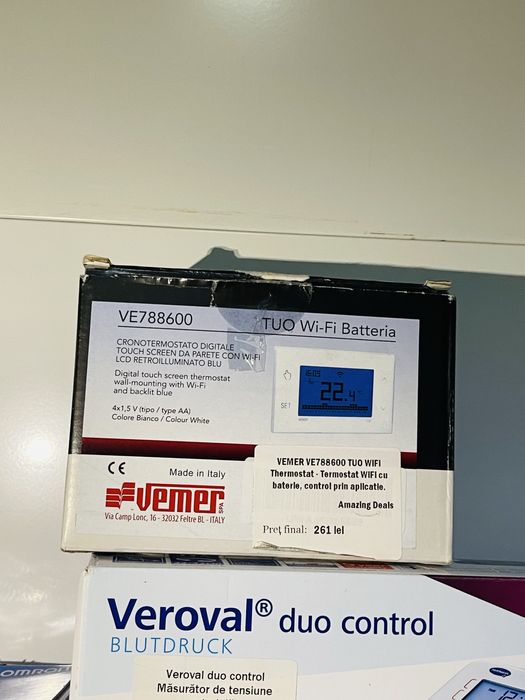 VE788600
TUO Wi-Fi Batteria
CRONOTERMOSTATO DIGITALE
TOUCH SCREEN DA PARETE CON WI-FI
LCD RETROILLUMINATO BLU
Digital touch screen thermostat
wall-mounting with Wi-Fi
and backlit blue
4x1,5 V (tipo / type AA)
Colore Bianco / Colour White
SET
22.4
CE
Made in Italy
vemer SPA
Via Camp Lonc, 16 - 32032 Feltre BL - ITALY
VEMER VE788600 TUO WIFI
Thermostat - Termostat WIFI cu
baterie, control prin aplicatie.
Amazing Deals
Preț final: 261 lei
Veroval® duo control
BLUTDRUCK
Veroval duo control
Măsurător de tensiune
OMRON